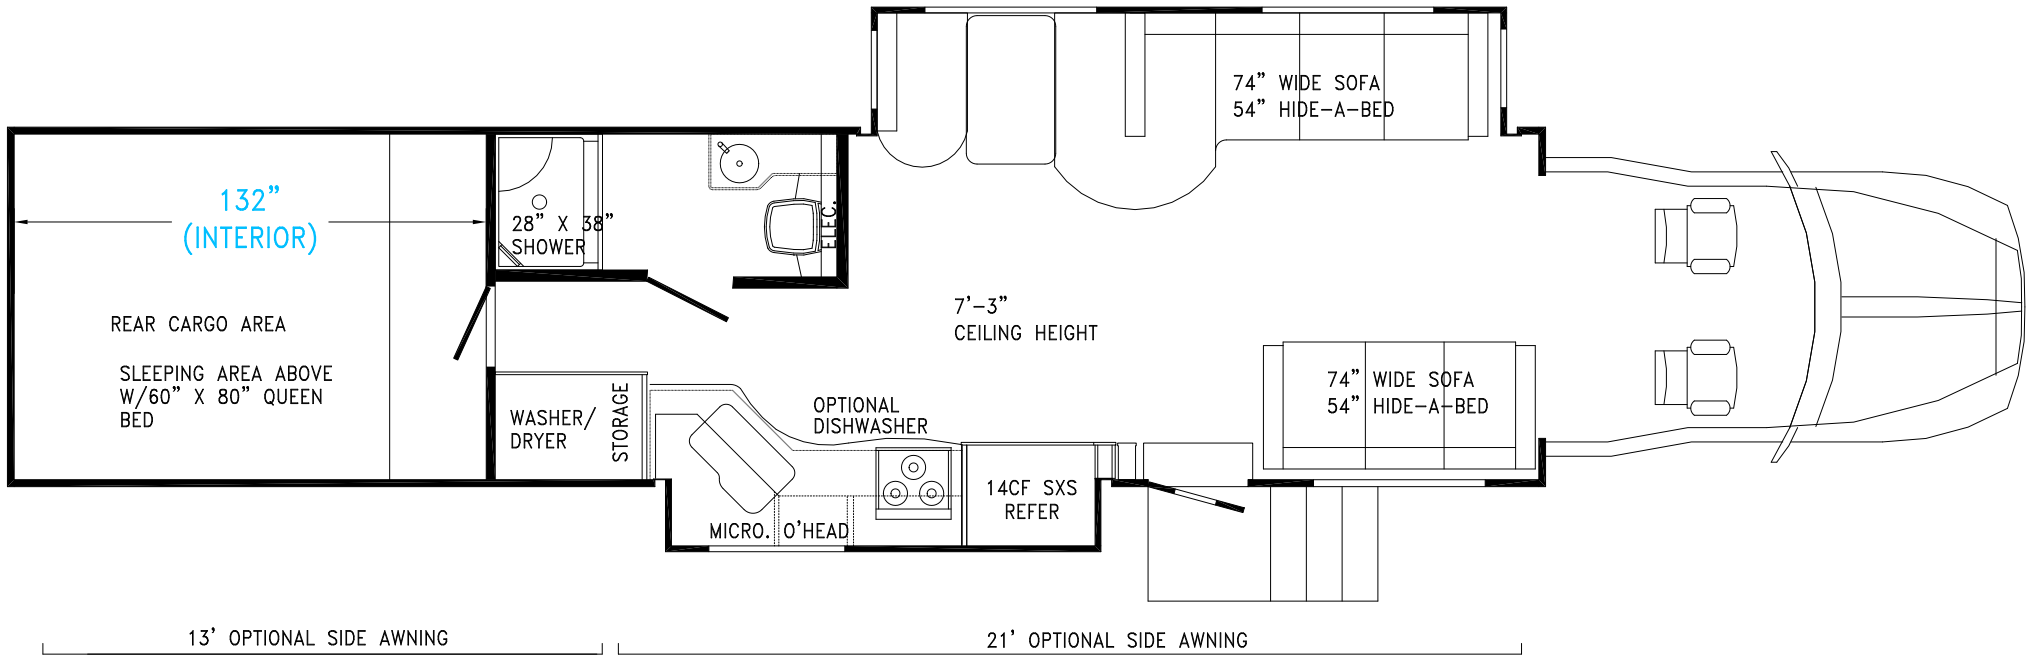 74” WIDE SOFA
54” HIDE-A-BED
132”
(INTERIOR)
28” X 38”
SHOWER
ELEC.
REAR CARGO AREA
SLEEPING AREA ABOVE
W/60” X 80” QUEEN
BED
7'-3”
CEILING HEIGHT
WASHER/
DRYER
STORAGE
OPTIONAL
DISHWASHER
74” WIDE SOFA
54” HIDE-A-BED
14CF SXS
REFER
MICRO. O'HEAD
13' OPTIONAL SIDE AWNING
21' OPTIONAL SIDE AWNING